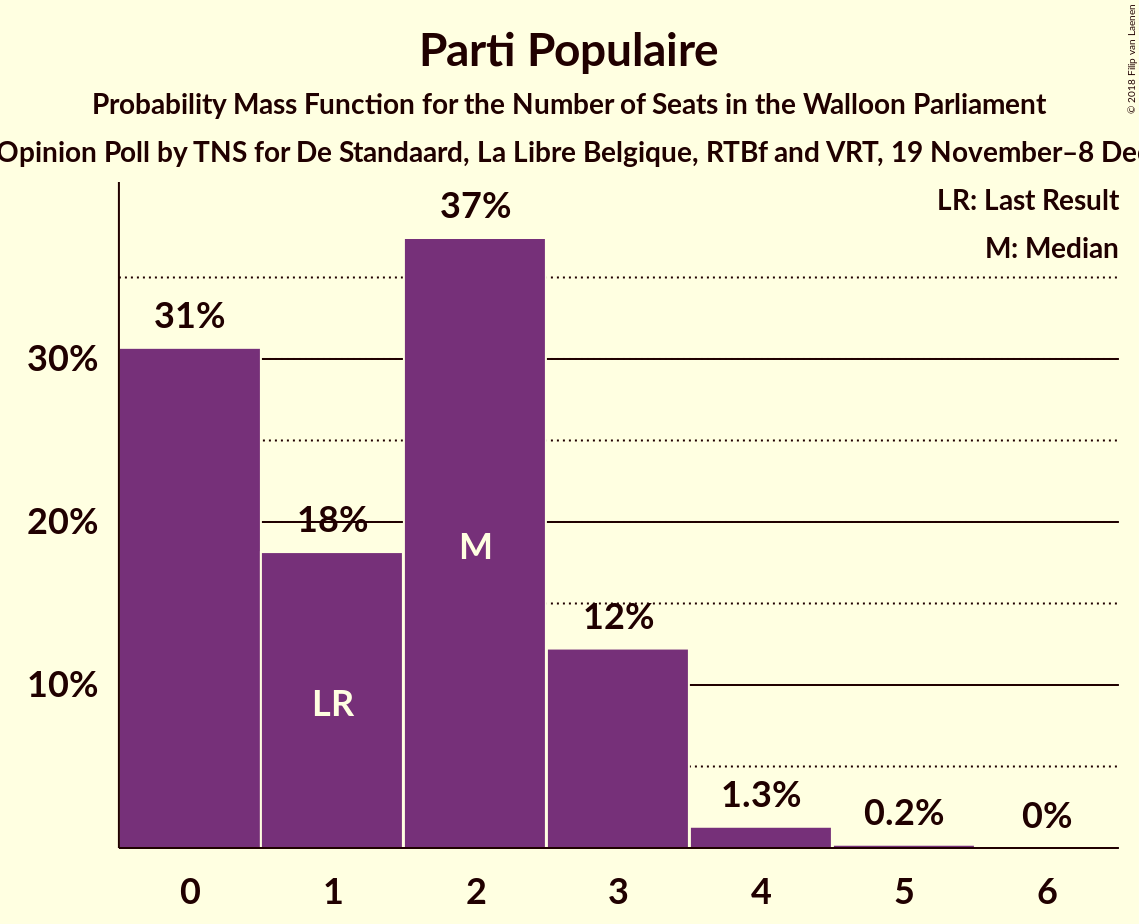 Parti Populaire
Probability Mass Function for the Number of Seats in the Walloon Parliament
Opinion Poll by TNS for De Standaard, La Libre Belgique, RTBf and VRT, 19 November–8
© 2018 Filip van Laenen
LR: Last Result
M: Median
37%
31%
30%
18%
20%
M
12%
10%
LR
1.3%
0.2%
0%
0 1 2 3 4 5 6